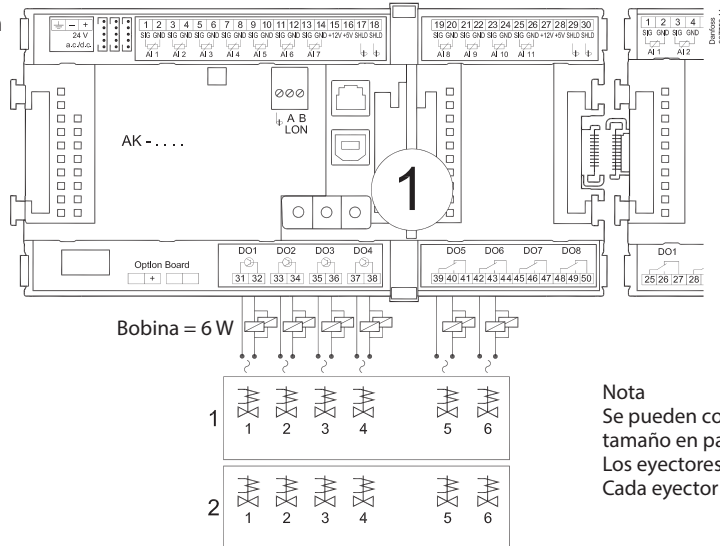 1 2 3 4 5 6 7 8 9 10 11 12 13 14 15 16 17 18
SIG GND SIG GND SIG GND SIG GND SIG GND SIG GND SIG GND +12V +5V SHLD SHLD
AI 1 AI 2 AI 3 AI 4 AI 5 AI 6 AI 7
19 20 21 22 23 24 25 26 27 28 29 30
SIG GND SIG GND SIG GND SIG GND +12V +5V SHLD SHLD
AI 8 AI 9 AI 10 AI 11
1 2 3 4
SIG GND SIG GND
AI 1 AI 2
Danfoss
- +
24 V
a.c./d.c.
A B
LON
AK - . . . .
1
Option Board
+
DO1 DO2 DO3 DO4
31 32 33 34 35 36 37 38
DO5 DO6 DO7 DO8
39 40 41 42 43 44 45 46 47 48 49 50
DO1
25 26 27 28
Bobina = 6 W
1
1 2 3 4 5 6
2
1 2 3 4 5 6
Nota
Se pueden co
tamaño en pa
Los eyectores
Cada eyector